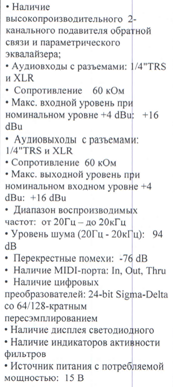 • Наличие
высокопроизводительного 2-
канального подавителя обратной
связи и параметрического
эквалайзера;
• Аудиовходы с разъемами: 1/4"TRS
и XLR
• Сопротивление 60 кОм
• Макс. входной уровень при
номинальном уровне +4 dBu: +16
dBu
• Аудиовыходы с разъемами:
1/4"TRS и XLR
• Сопротивление 60 кОм
• Макс. выходной уровень при
номинальном входном уровне +4
dBu: +16 dBu
• Диапазон воспроизводимых
частот: от 20Гц – до 20кГц
• Уровень шума (20Гц - 20кГц): 94
dB
• Перекрестные помехи: -76 dB
• Наличие MIDI-порта: In, Out, Thru
• Наличие цифровых
преобразователей: 24-bit Sigma-Delta
со 64/128-кратным
пересэмплированием
• Наличие дисплея светодиодного
• Наличие индикаторов активности
фильтров
• Источник питания с потребляемой
мощностью: 15 В